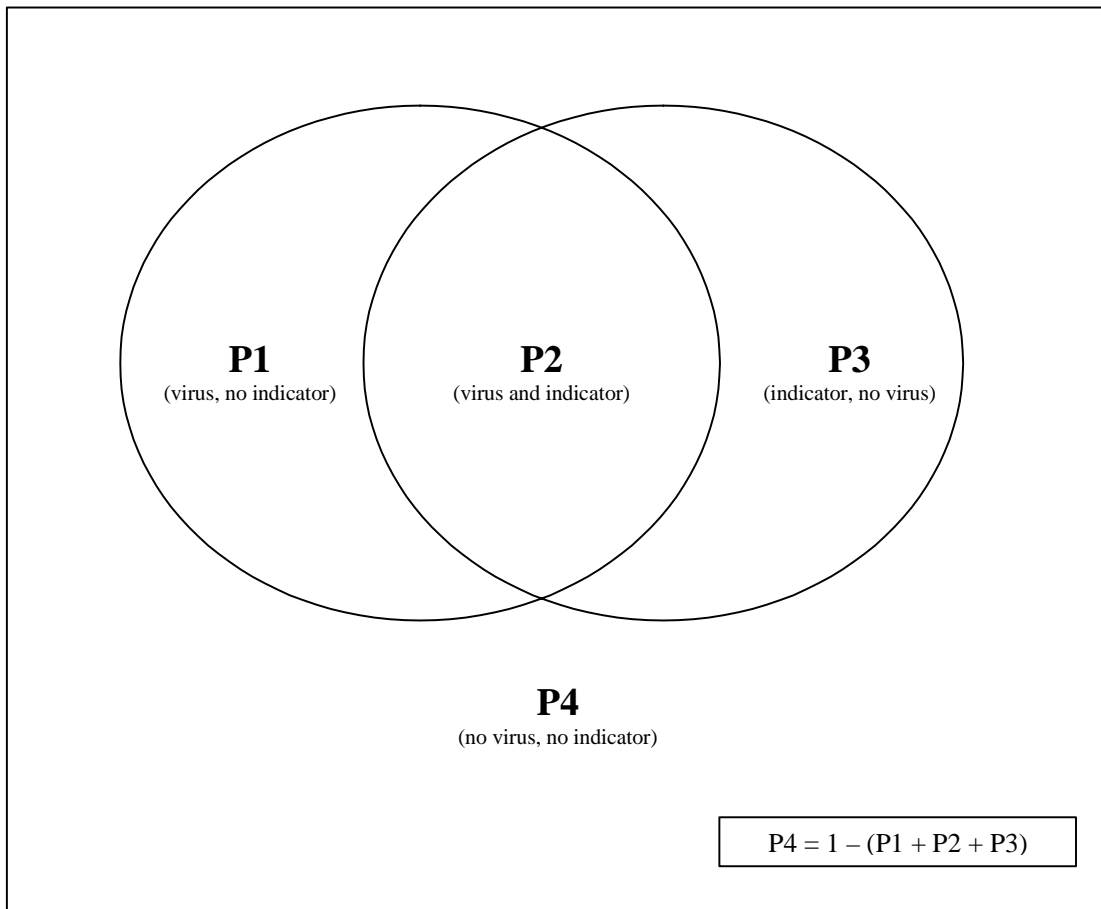 P1
(virus, no indicator)
P2
(virus and indicator)
P3
(indicator, no virus)
P4
(no virus, no indicator)
P4 = 1 – (P1 + P2 + P3)